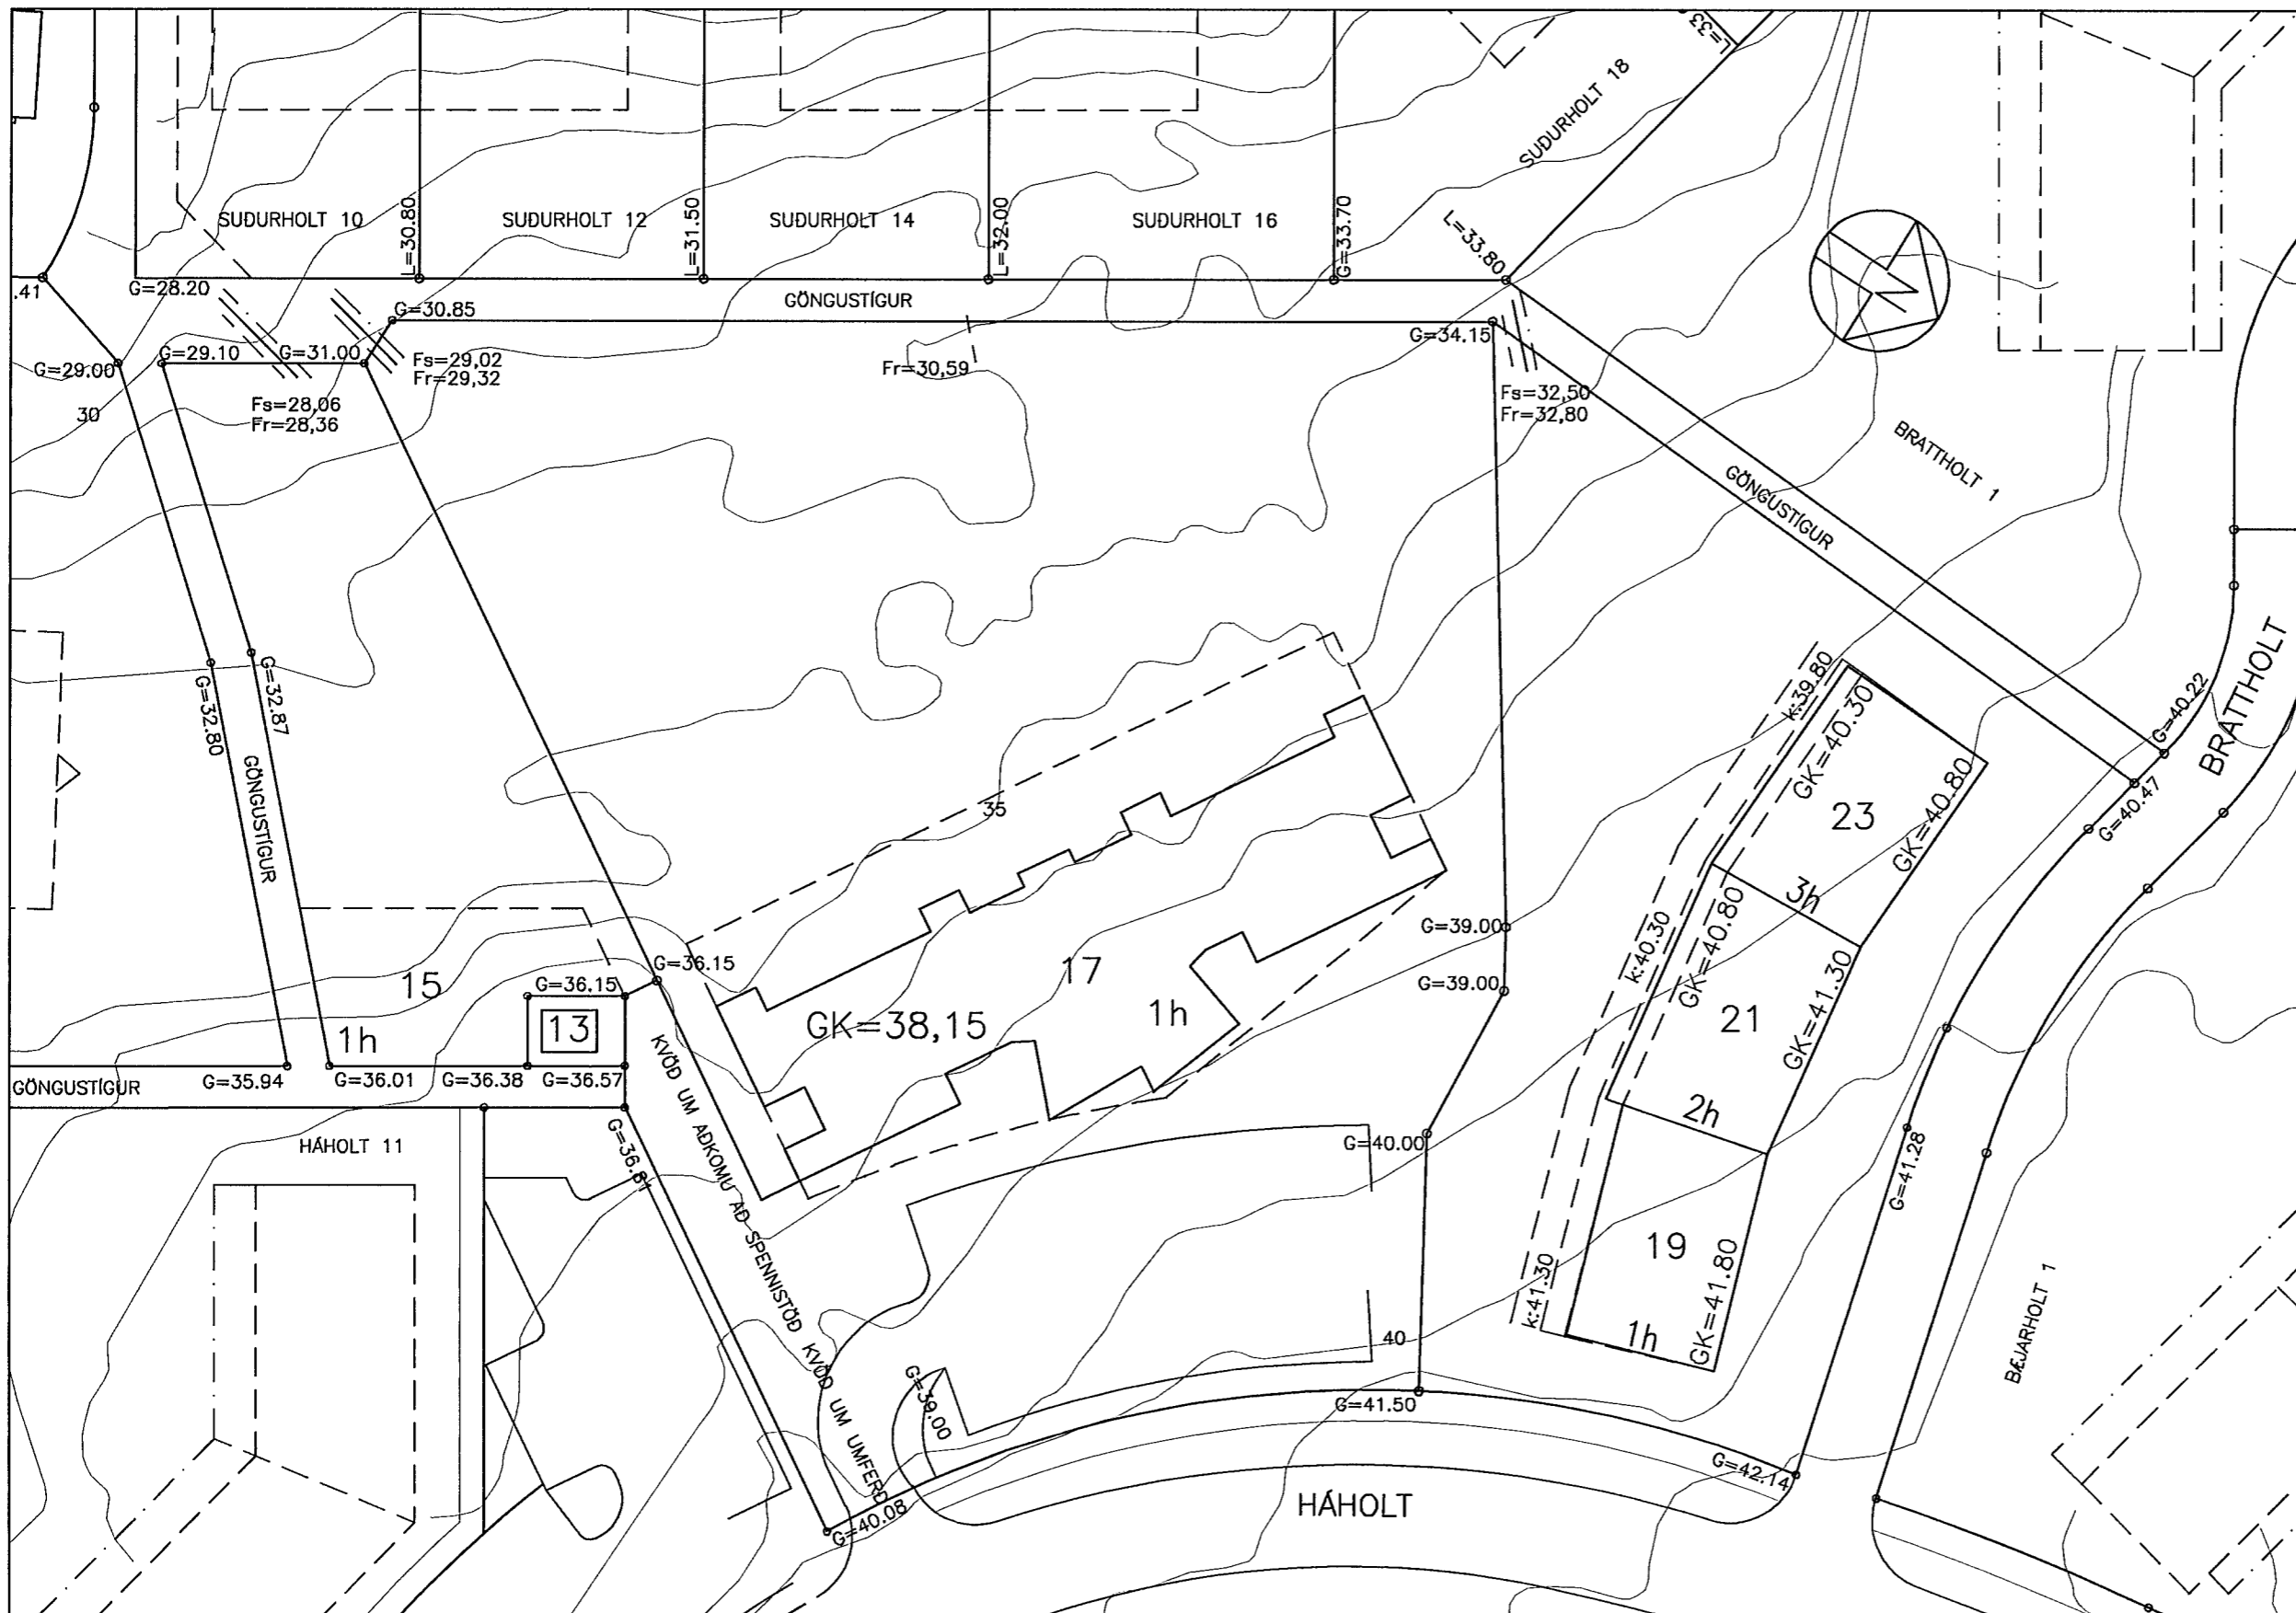 L=33
SUÐURHOLT 18
SUÐURHOLT 10
L=30.80
SUÐURHOLT 12
L=31.50
SUÐURHOLT 14
L=32.00
SUÐURHOLT 16
G=33.70
L=33.80
.41
G=28.20
G=30.85
GÖNGUSTÍGUR
G=34.15
G=29.00
G=29.10
G=31.00
Fs=29,02
Fr=29,32
Fr=30,59
Fs=28,06
Fr=28,36
Fs=32,50
Fr=32,80
30
BRATTHOLT 1
GÖNGUSTÍGUR
G=32.80
G=32.87
GÖNGUSTÍGUR
k:39.80
GK=40.30
G=40.22
BRATTHOLT
G=40.47
GK=40.80
23
35
3h
GK=40.80
k:40.30
G=39.00
G=39.00
G=36.15
G=36.15
15
17
13
GK=38,15
1h
21
GK=41.30
1h
G=35.94
G=36.01
G=36.38
G=36.57
GÖNGUSTÍGUR
KVÖÐ UM AÐKOMU AÐ SPENNISTÖÐ
2h
G=40.00
G=41.28
HÁHOLT 11
G=36.81
19
GK=41.80
k:41.30
1h
BÆJARHOLT 1
40
KVÖÐ UM UMFERÐ
G=39.00
G=41.50
G=42.14
G=40.08
HÁHOLT